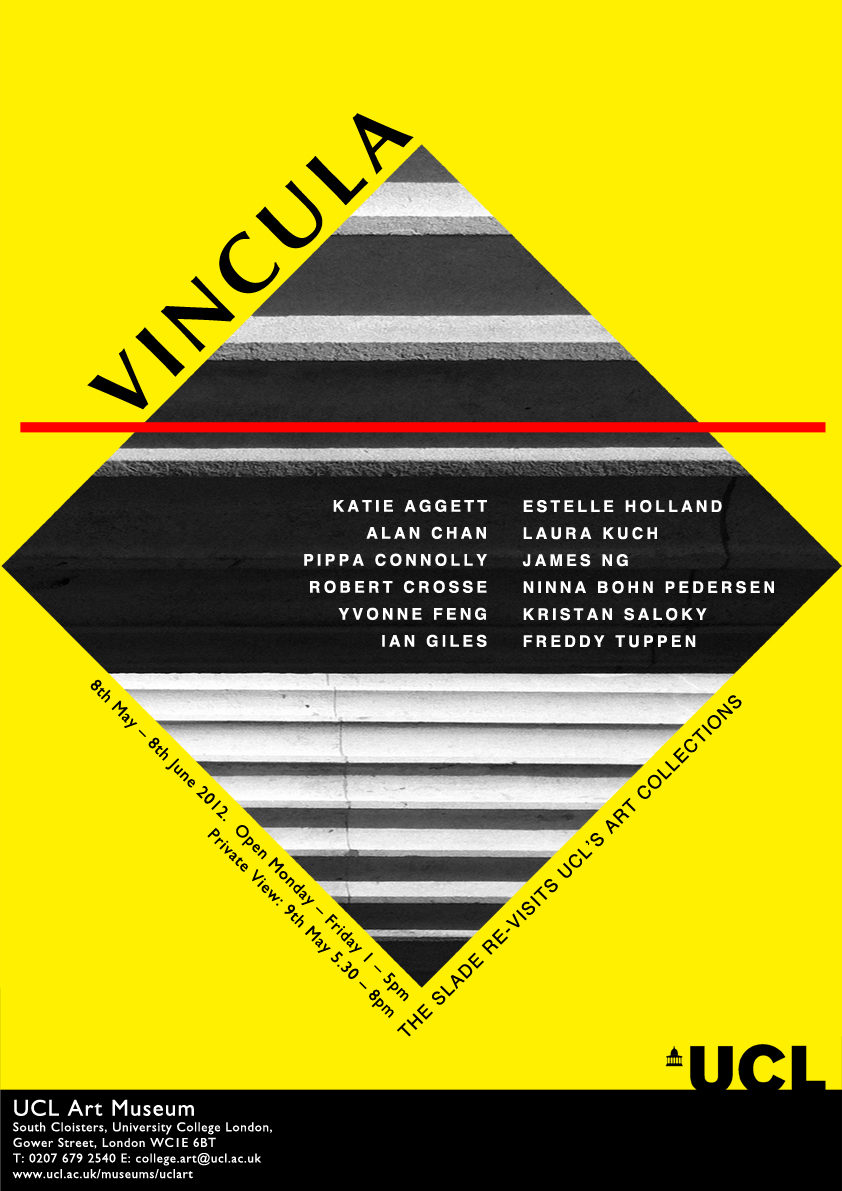 VINCULA
KATIE AGGETT
ALAN CHAN
PIPPA CONNOLLY
ROBERT CROSSE
YVONNE FENG
IAN GILES
ESTELLE HOLLAND
LAURA KUCH
JAMES NG
NINNA BOHN PEDERSEN
KRISTAN SALOKY
FREDDY TUPPEN
8th May – 8th June 2012. Open Monday – Friday 1 – 5pm
Private View: 9th May 5.30 – 8pm
THE SLADE RE-VISITS UCL'S ART COLLECTIONS
UCL
UCL Art Museum
South Cloisters, University College London,
Gower Street, London WC1E 6BT
T: 0207 679 2540 E: college.art@ucl.ac.uk
www.ucl.ac.uk/museums/uclart